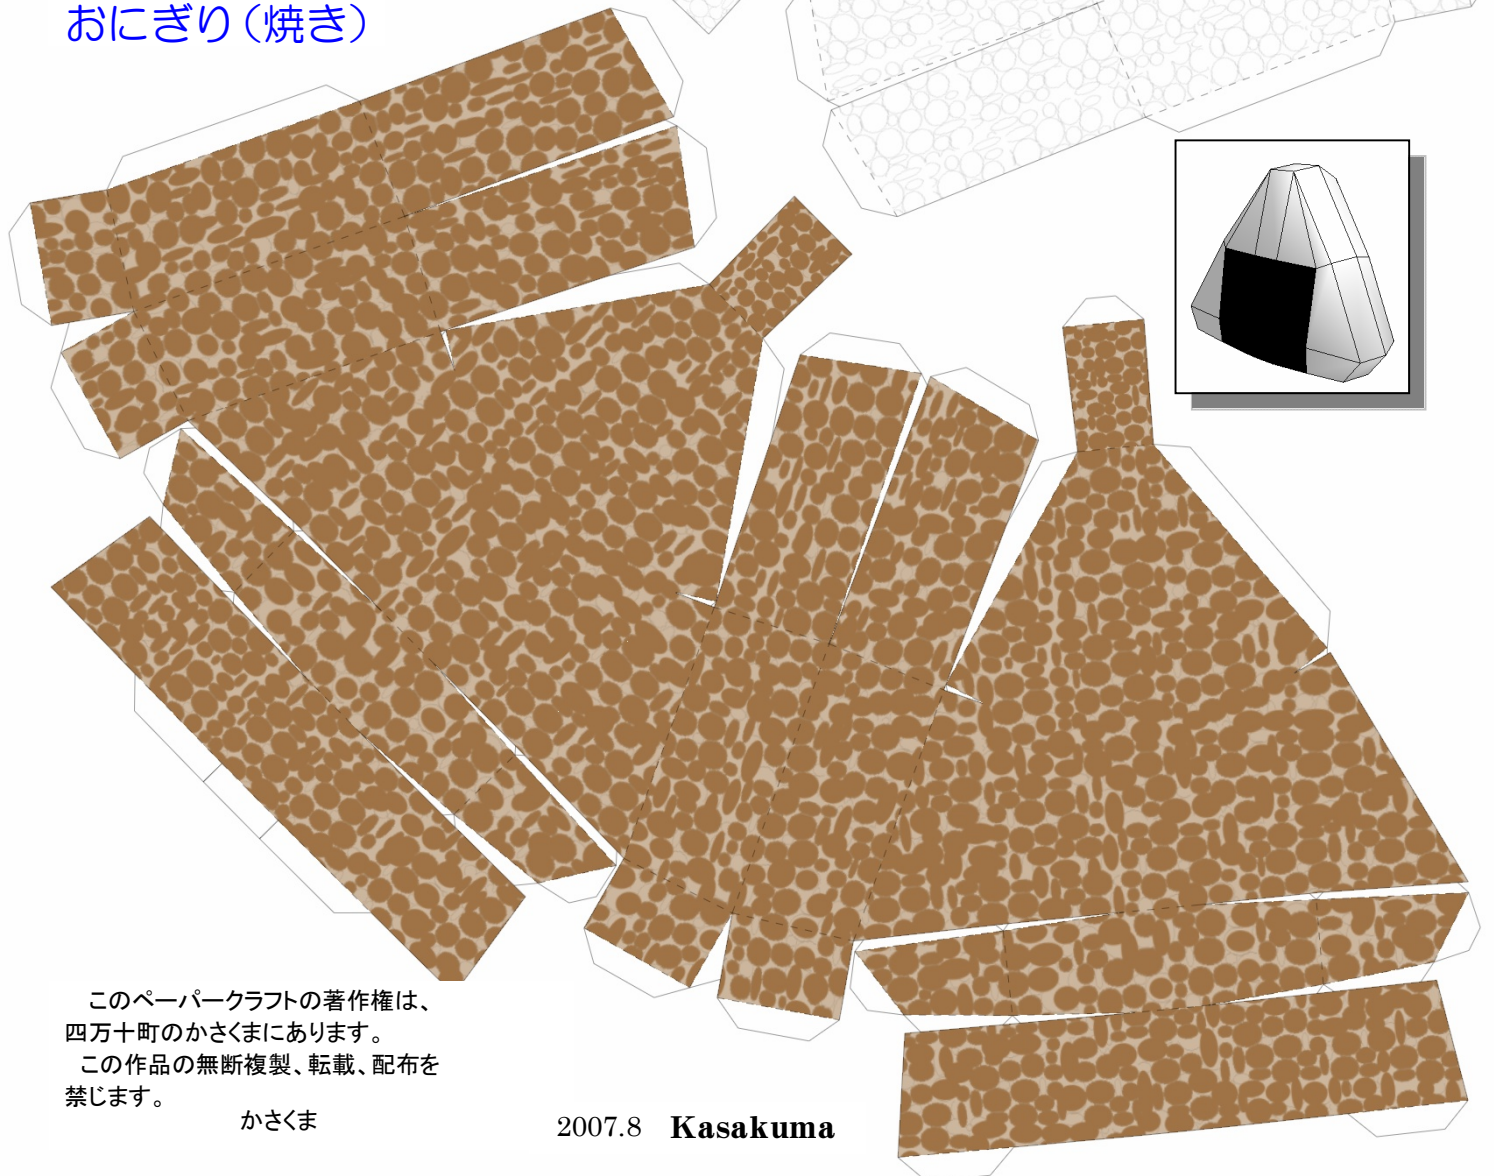 おにぎり（焼き）
このペーパークラフトの著作権は、
四万十町のかさくまにあります。
この作品の無断複製、転載、配布を
禁じます。
かさくま
2007.8 Kasakuma